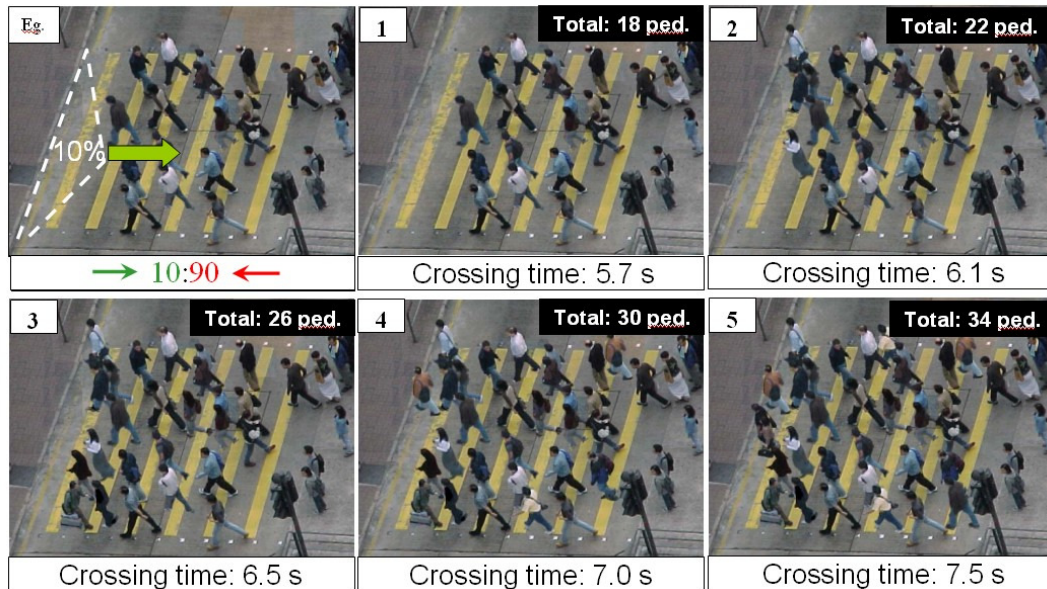 Eg.
10%
→ 10:90 ←
1
Total: 18 ped.
Crossing time: 5.7 s
2
Total: 22 ped.
Crossing time: 6.1 s
3
Total: 26 ped.
Crossing time: 6.5 s
4
Total: 30 ped.
Crossing time: 7.0 s
5
Total: 34 ped.
Crossing time: 7.5 s